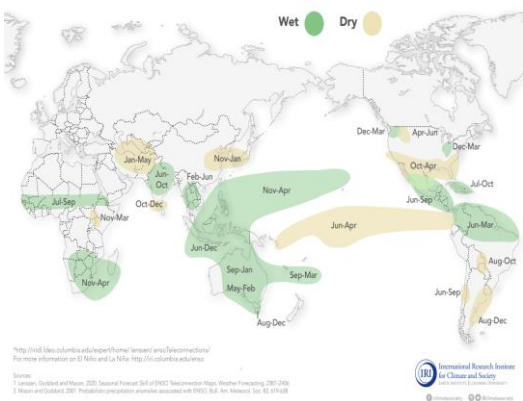 Wet Dry
Dec-Mar
Apr-Jun
Dec-Mar
Oct-Apr
Jan-May
Nov-Jan
Jun-
Oct
Feb-Jun
Nov-Apr
Jul-Oct
Jul-Sep
Oct-Dec
Jun-Sep
Nov-Mar
Jun-Apr
Jun-Mar
Jun-Dec
Sep-Jan
Sep-Mar
Aug-Oct
Nov-Apr
May-Feb
Jun-Sep
Aug-Dec
Aug-Dec
For more information on El Niño and La Niña: http://iri.columbia.edu/enso
Sources:
International Research Institute
for Climate and Society
IRI